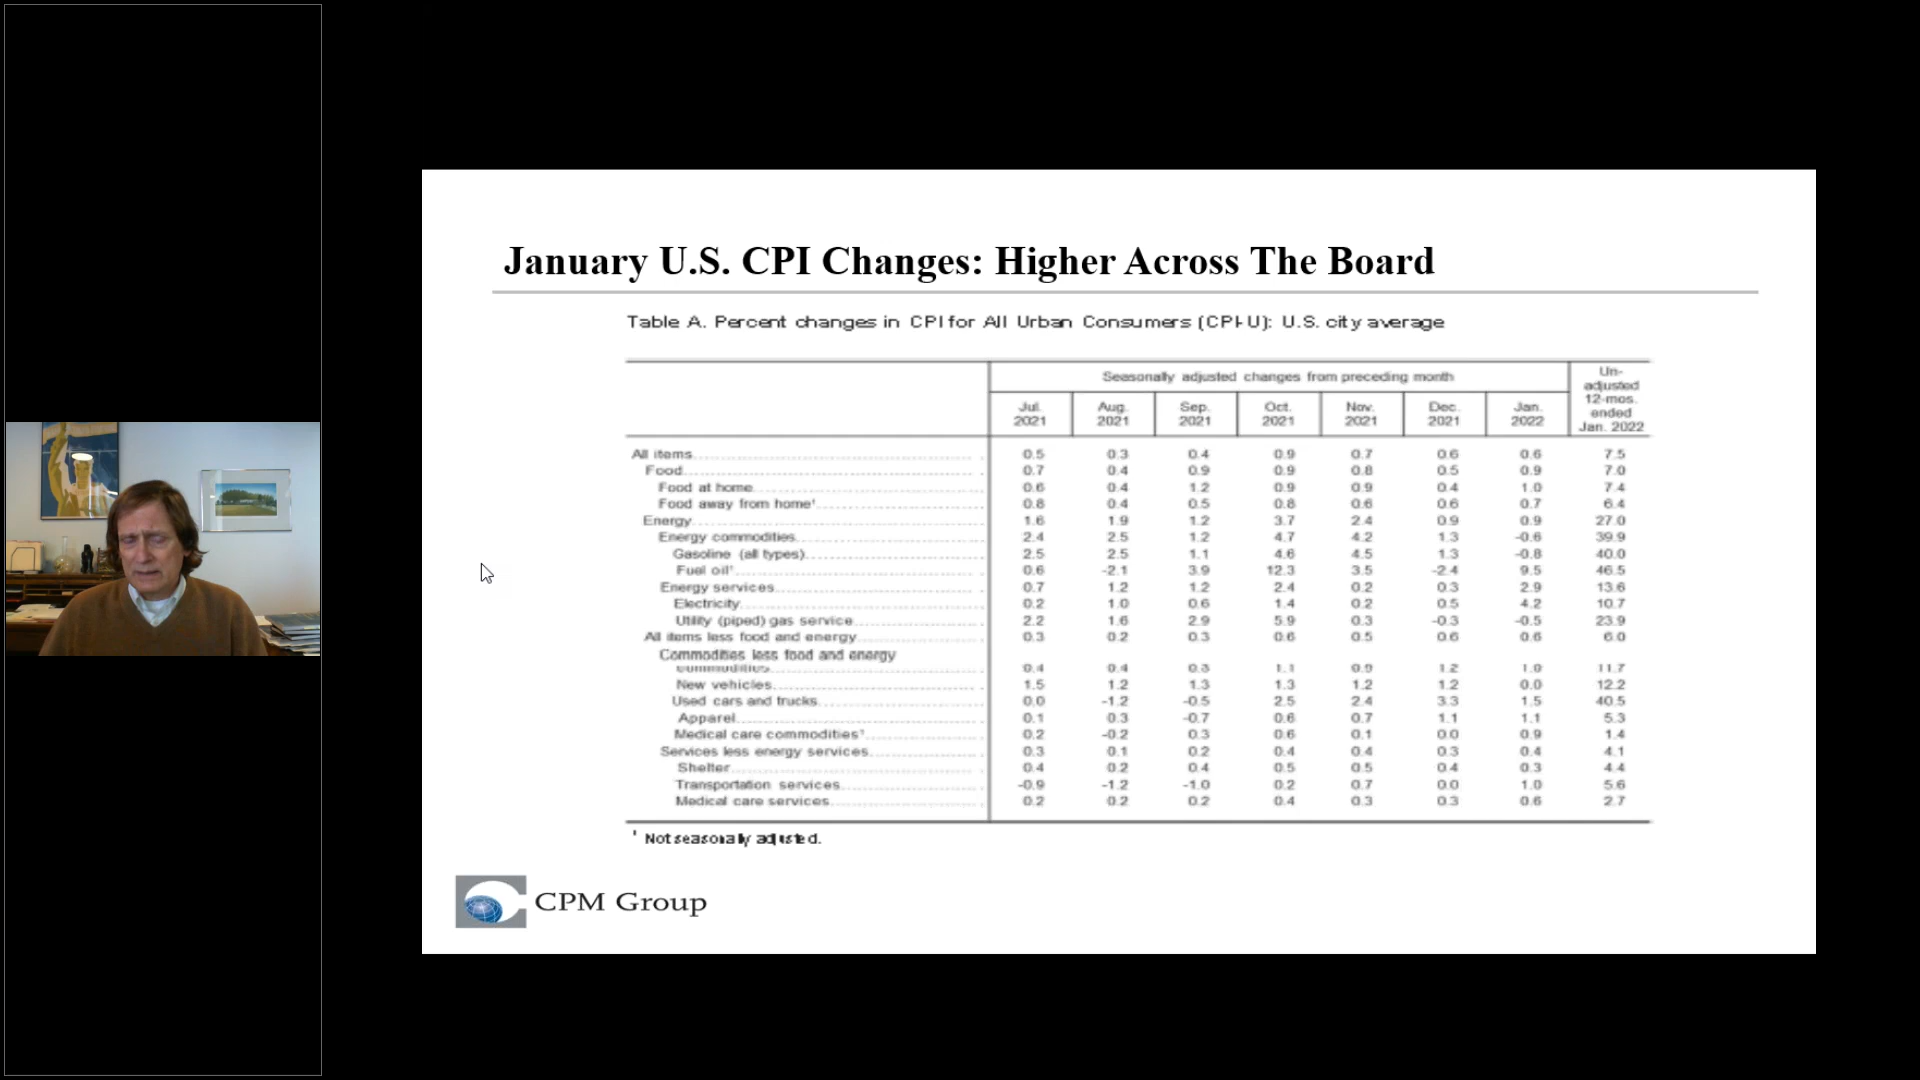 January U.S. CPI Changes: Higher Across The Board
Table A. Percent changes in CPI for All Urban Consumers (CPI-U): U.S. city average
Seasonally adjusted changes from preceding month
Un-
adjusted
12-mos.
ended
Jan. 2022
Jul. 2021 Aug. 2021 Sep. 2021 Oct. 2021 Nov. 2021 Dec. 2021 Jan. 2022
All items 0.5 0.3 0.4 0.9 0.7 0.6 0.6 7.5
Food 0.7 0.4 0.9 0.9 0.8 0.5 0.9 7.0
Food at home 0.6 0.4 1.2 0.9 0.9 0.4 1.0 7.4
Food away from home¹ 0.8 0.4 0.5 0.8 0.6 0.6 0.7 6.4
Energy 1.6 1.9 1.2 3.7 2.4 0.9 0.9 27.0
Energy commodities 2.4 2.5 1.2 4.7 4.2 1.3 -0.6 39.9
Gasoline (all types) 2.5 2.5 1.1 4.6 4.5 1.3 -0.8 40.0
Fuel oil¹ 0.6 -2.1 3.9 12.3 3.5 -2.4 9.5 46.5
Energy services 0.7 1.2 1.2 2.4 0.2 0.3 2.9 13.6
Electricity 0.2 1.0 0.6 1.4 0.2 0.5 4.2 10.7
Utility (piped) gas service 2.2 1.6 2.9 5.9 0.3 -0.3 -0.5 23.9
All items less food and energy 0.3 0.2 0.3 0.6 0.5 0.6 0.6 6.0
Commodities less food and energy
commodities 0.4 0.4 0.3 1.1 0.9 1.2 1.0 11.7
New vehicles 1.5 1.2 1.3 1.3 1.2 1.2 0.0 12.2
Used cars and trucks 0.0 -1.2 -0.5 2.5 2.4 3.3 1.5 40.5
Apparel 0.1 0.3 -0.7 0.6 0.7 1.1 1.1 5.3
Medical care commodities¹ 0.2 -0.2 0.3 0.6 0.1 0.0 0.9 1.4
Services less energy services 0.3 0.1 0.2 0.4 0.4 0.3 0.4 4.1
Shelter 0.4 0.2 0.4 0.5 0.5 0.4 0.3 4.4
Transportation services -0.9 -1.2 -1.0 0.2 0.7 0.0 1.0 5.6
Medical care services 0.2 0.2 0.2 0.4 0.3 0.3 0.6 2.7
¹ Not seasonally adjusted.
CPM Group